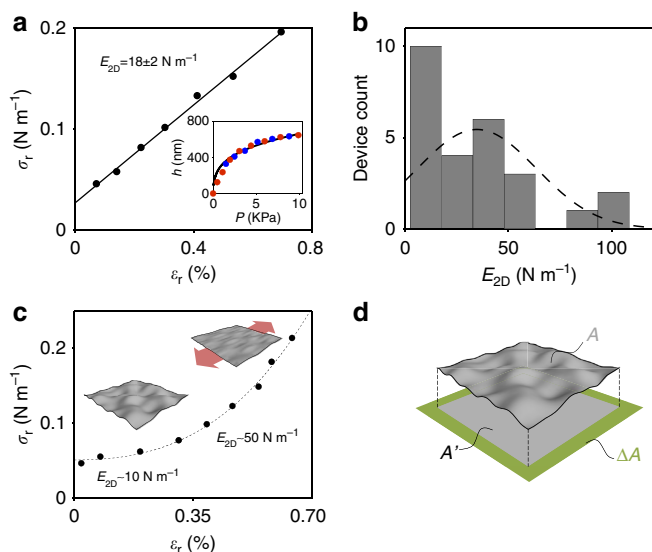 a
0.2
0.1
0
σr (N m⁻¹)
E2D=18±2 N m⁻¹
800
400
0
h (nm)
0
5
10
P (KPa)
0
0.4
0.8
εr (%)
b
10
5
0
Device count
0
50
100
E2D (N m⁻¹)
c
0.2
0.1
0
σr (N m⁻¹)
E2D~10 N m⁻¹
E2D~50 N m⁻¹
0
0.35
0.70
εr (%)
d
A
A'
ΔA